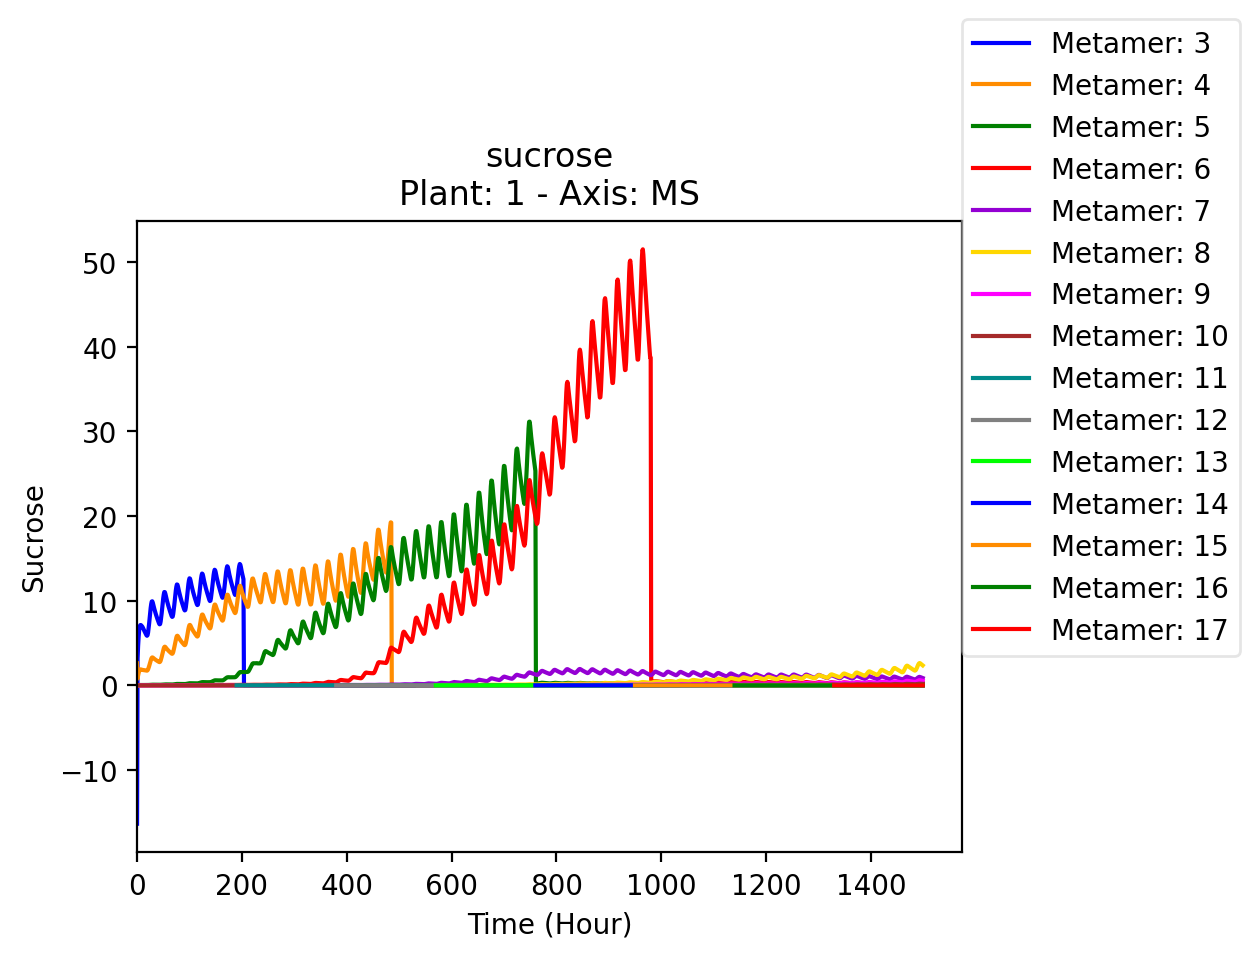 sucrose
Plant: 1 - Axis: MS
Metamer: 3
Metamer: 4
Metamer: 5
Metamer: 6
Metamer: 7
Metamer: 8
Metamer: 9
Metamer: 10
Metamer: 11
Metamer: 12
Metamer: 13
Metamer: 14
Metamer: 15
Metamer: 16
Metamer: 17
Sucrose
50
40
30
20
10
0
−10
0 200 400 600 800 1000 1200 1400
Time (Hour)